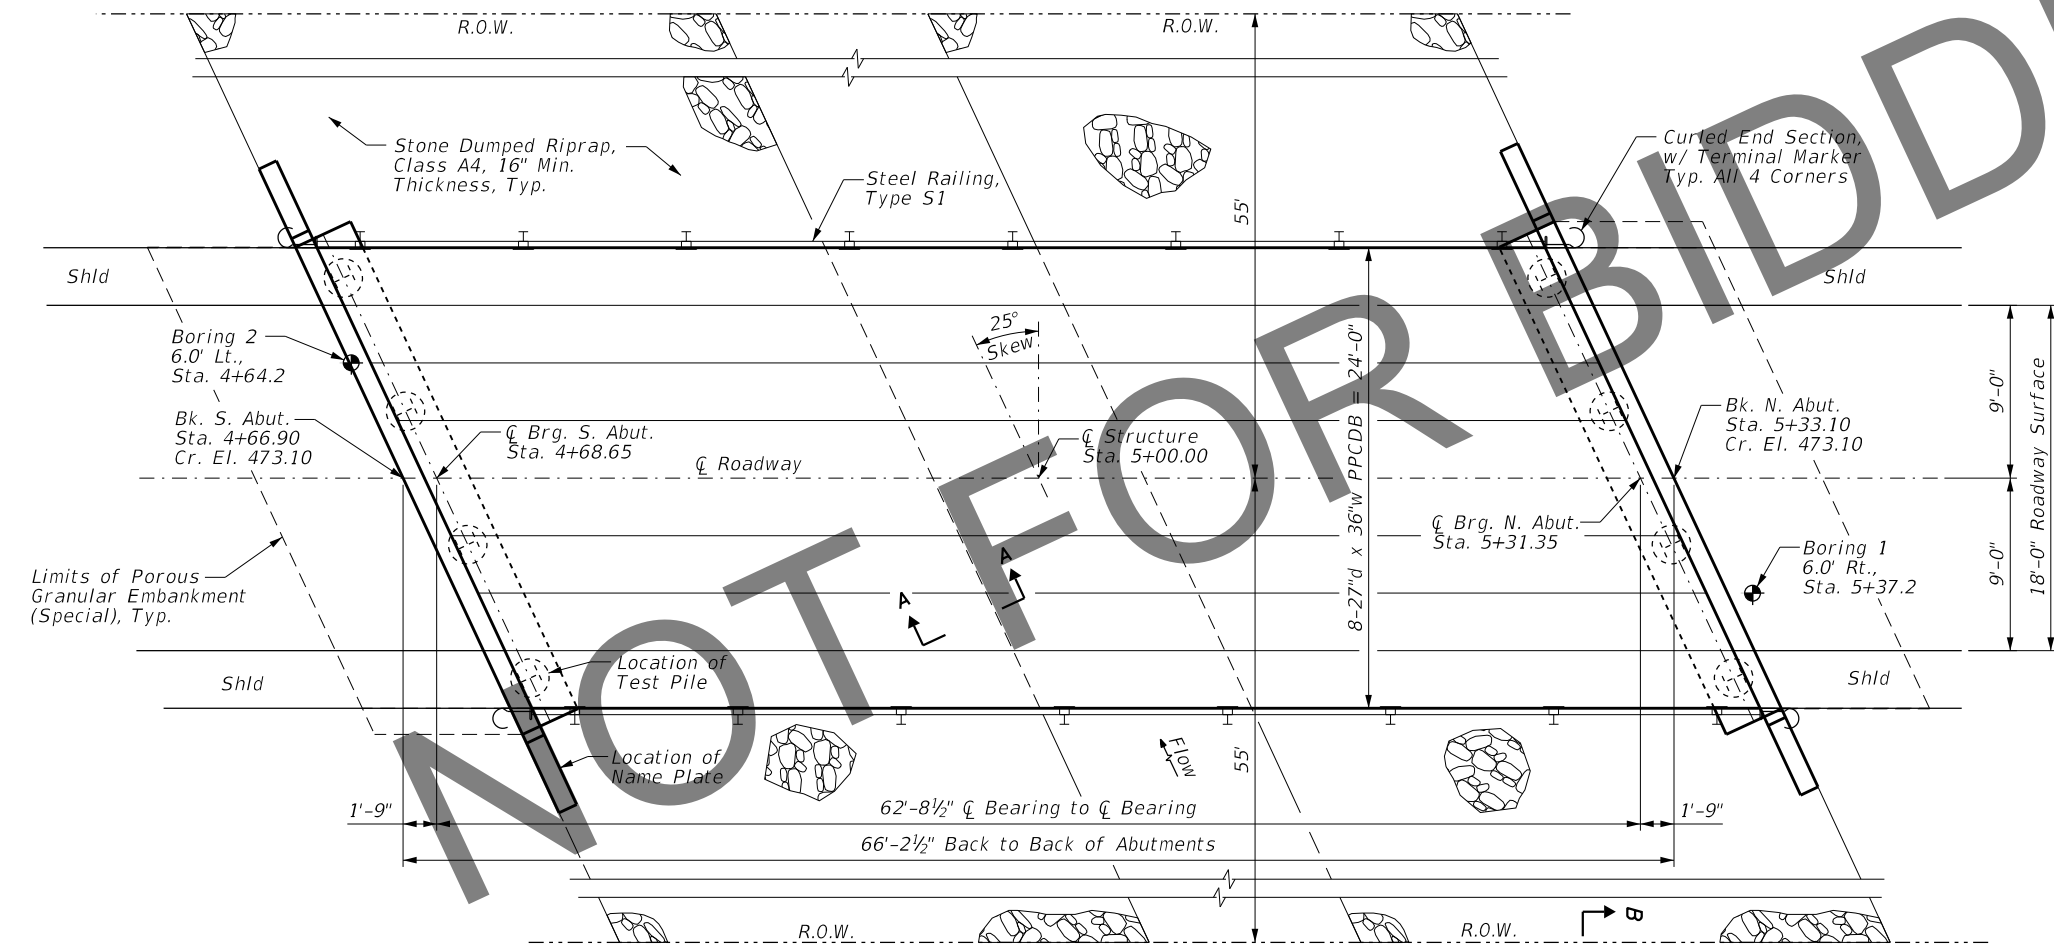 R.O.W.
R.O.W.
Stone Dumped Riprap,
Class A4, 16" Min.
Thickness, Typ.
Steel Railing,
Type S1
55'
Curled End Section,
w/ Terminal Marker
Typ. All 4 Corners
Shld
Shld
Boring 2
6.0' Lt.,
Sta. 4+64.2
25°
Skew
Bk. S. Abut.
Sta. 4+66.90
Cr. El. 473.10
℄ Brg. S. Abut.
Sta. 4+68.65
℄ Roadway
℄ Structure
Sta. 5+00.00
8-27"d x 36"w PPCDB = 24'-0"
Bk. N. Abut.
Sta. 5+33.10
Cr. El. 473.10
9'-0"
18'-0" Roadway Surface
9'-0"
℄ Brg. N. Abut.
Sta. 5+31.35
Boring 1
6.0' Rt.,
Sta. 5+37.2
Limits of Porous
Granular Embankment
(Special), Typ.
A
A
Location of
Test Pile
Shld
Shld
Location of
Name Plate
Flow
55'
1'-9"
62'-8½" ℄ Bearing to ℄ Bearing
1'-9"
66'-2½" Back to Back of Abutments
R.O.W.
R.O.W.
B
NOT FOR BIDD